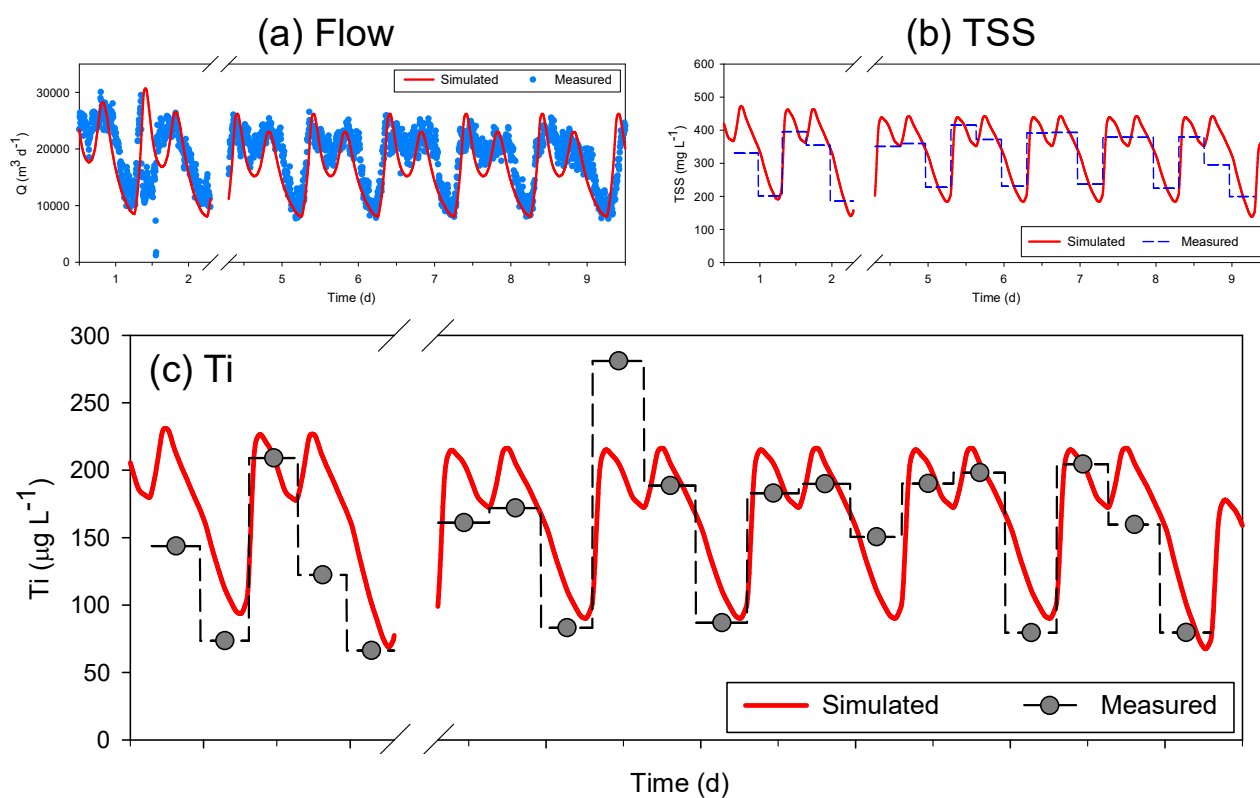 (a) Flow
(b) TSS
Simulated
Measured
30000
20000
10000
0
Q (m³ d⁻¹)
1
2
5
6
7
8
9
Time (d)
600
500
400
300
200
100
0
TSS (mg L⁻¹)
Simulated
Measured
1
2
5
6
7
8
9
Time (d)
(c) Ti
300
250
200
150
100
50
0
Ti (µg L⁻¹)
Simulated
Measured
Time (d)